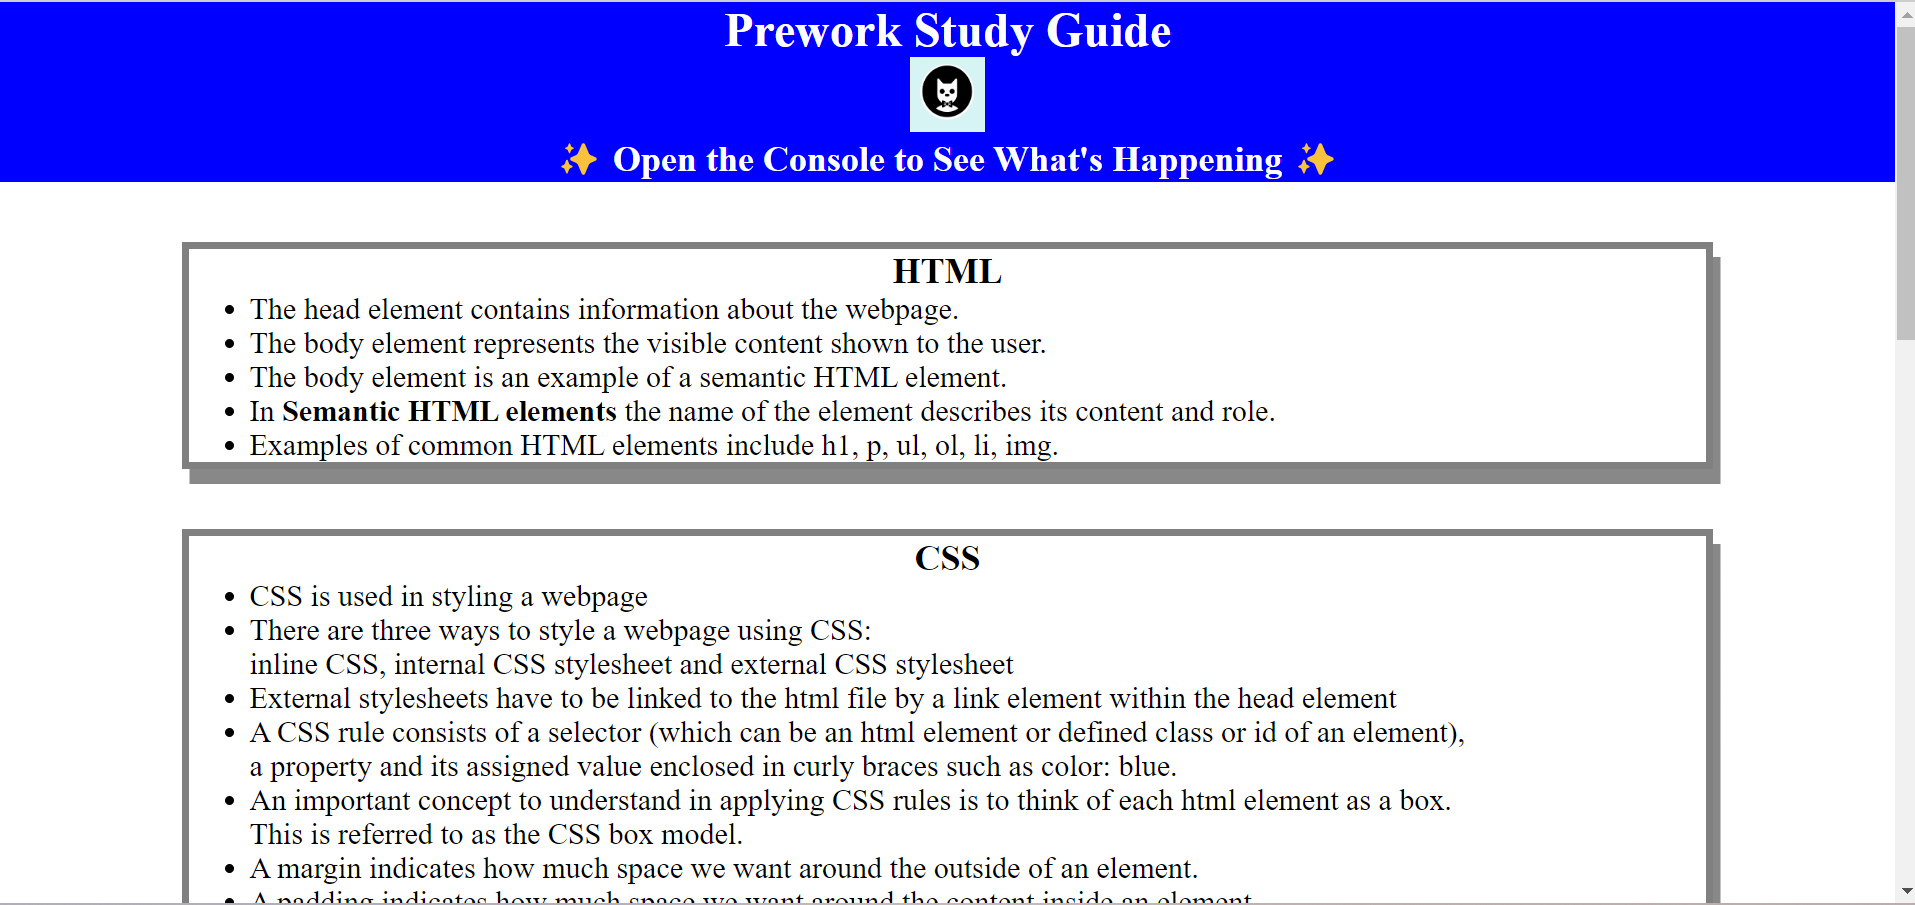 Prework Study Guide
✨ Open the Console to See What's Happening ✨
HTML
• The head element contains information about the webpage.
• The body element represents the visible content shown to the user.
• The body element is an example of a semantic HTML element.
• In Semantic HTML elements the name of the element describes its content and role.
• Examples of common HTML elements include h1, p, ul, ol, li, img.
CSS
• CSS is used in styling a webpage
• There are three ways to style a webpage using CSS:
inline CSS, internal CSS stylesheet and external CSS stylesheet
• External stylesheets have to be linked to the html file by a link element within the head element
• A CSS rule consists of a selector (which can be an html element or defined class or id of an element),
a property and its assigned value enclosed in curly braces such as color: blue.
• An important concept to understand in applying CSS rules is to think of each html element as a box.
This is referred to as the CSS box model.
• A margin indicates how much space we want around the outside of an element.
• A padding indicates how much space we want around the content inside an element